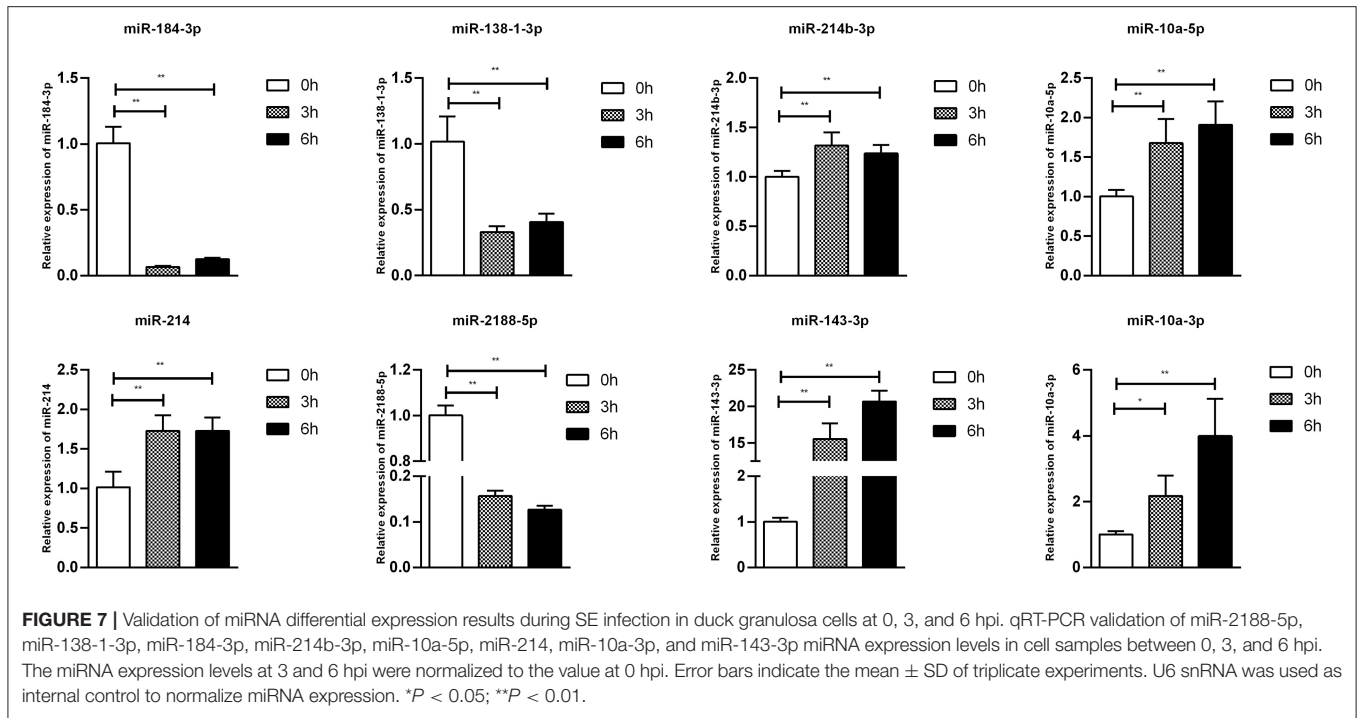 miR-184-3p
Relative expression of miR-184-3p
1.5
1.0
0.5
0.0
**
**
0h
3h
6h
miR-138-1-3p
Relative expression of miR-138-1-3p
1.5
1.0
0.5
0.0
**
**
0h
3h
6h
miR-214b-3p
Relative expression of miR-214b-3p
2.0
1.5
1.0
0.5
0.0
**
**
0h
3h
6h
miR-10a-5p
Relative expression of miR-10a-5p
2.5
2.0
1.5
1.0
0.5
0.0
**
**
0h
3h
6h
miR-214
Relative expression of miR-214
2.5
2.0
1.5
1.0
0.5
0.0
**
**
0h
3h
6h
miR-2188-5p
Relative expression of miR-2188-5p
1.2
1.0
0.8
0.2
0.1
0.0
**
**
0h
3h
6h
miR-143-3p
Relative expression of miR-143-3p
25
20
15
2
1
0
**
**
0h
3h
6h
miR-10a-3p
Relative expression of miR-10a-3p
6
4
2
0
**
*
0h
3h
6h
FIGURE 7 | Validation of miRNA differential expression results during SE infection in duck granulosa cells at 0, 3, and 6 hpi. qRT-PCR validation of miR-2188-5p,
miR-138-1-3p, miR-184-3p, miR-214b-3p, miR-10a-5p, miR-214, miR-10a-3p, and miR-143-3p miRNA expression levels in cell samples between 0, 3, and 6 hpi.
The miRNA expression levels at 3 and 6 hpi were normalized to the value at 0 hpi. Error bars indicate the mean ± SD of triplicate experiments. U6 snRNA was used as
internal control to normalize miRNA expression. *P < 0.05; **P < 0.01.